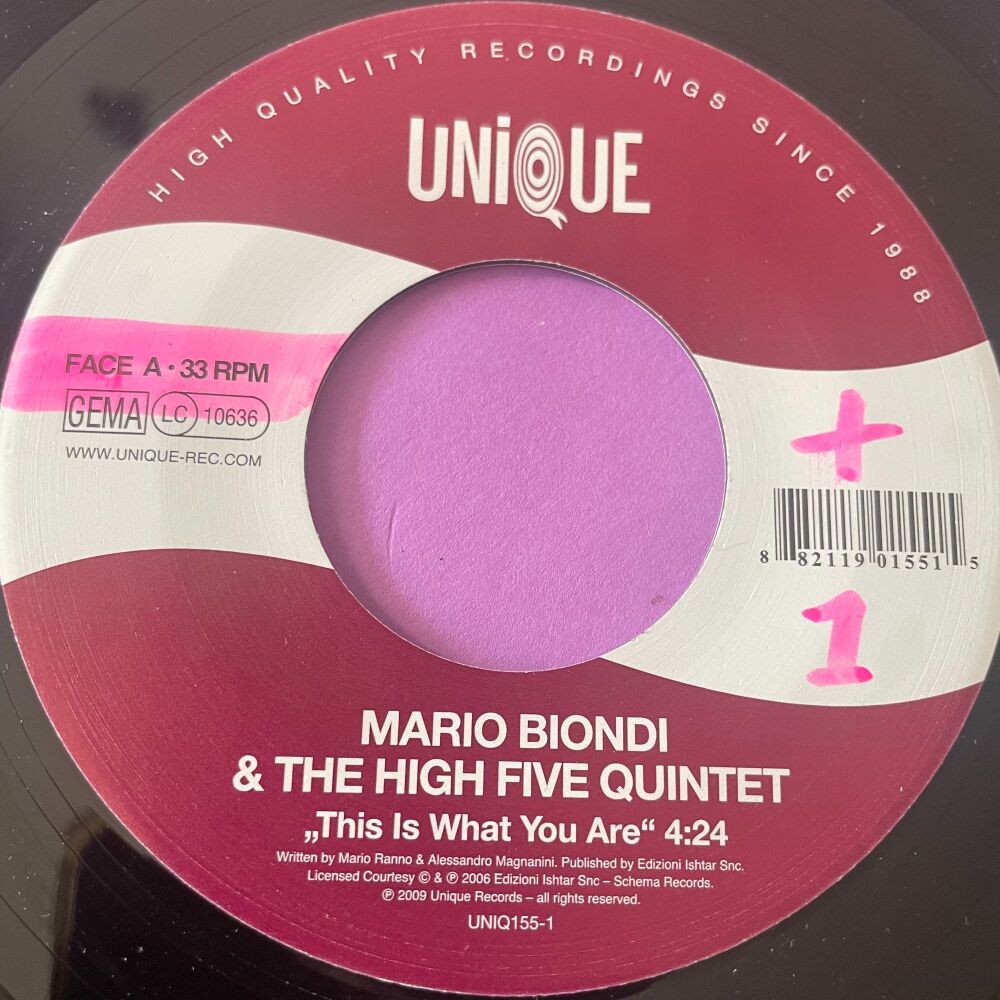 HIGH QUALITY RECORDINGS SINCE 1988
UNiQUE
FACE A • 33 RPM
GEMA LC 10636
WWW.UNIQUE-REC.COM
+
8 82119 01551 5
1
MARIO BIONDI
& THE HIGH FIVE QUINTET
„This Is What You Are“ 4:24
Written by Mario Ranno & Alessandro Magnanini. Published by Edizioni Ishtar Snc.
Licensed Courtesy © & ℗ 2006 Edizioni Ishtar Snc – Schema Records.
℗ 2009 Unique Records – all rights reserved.
UNIQ155-1